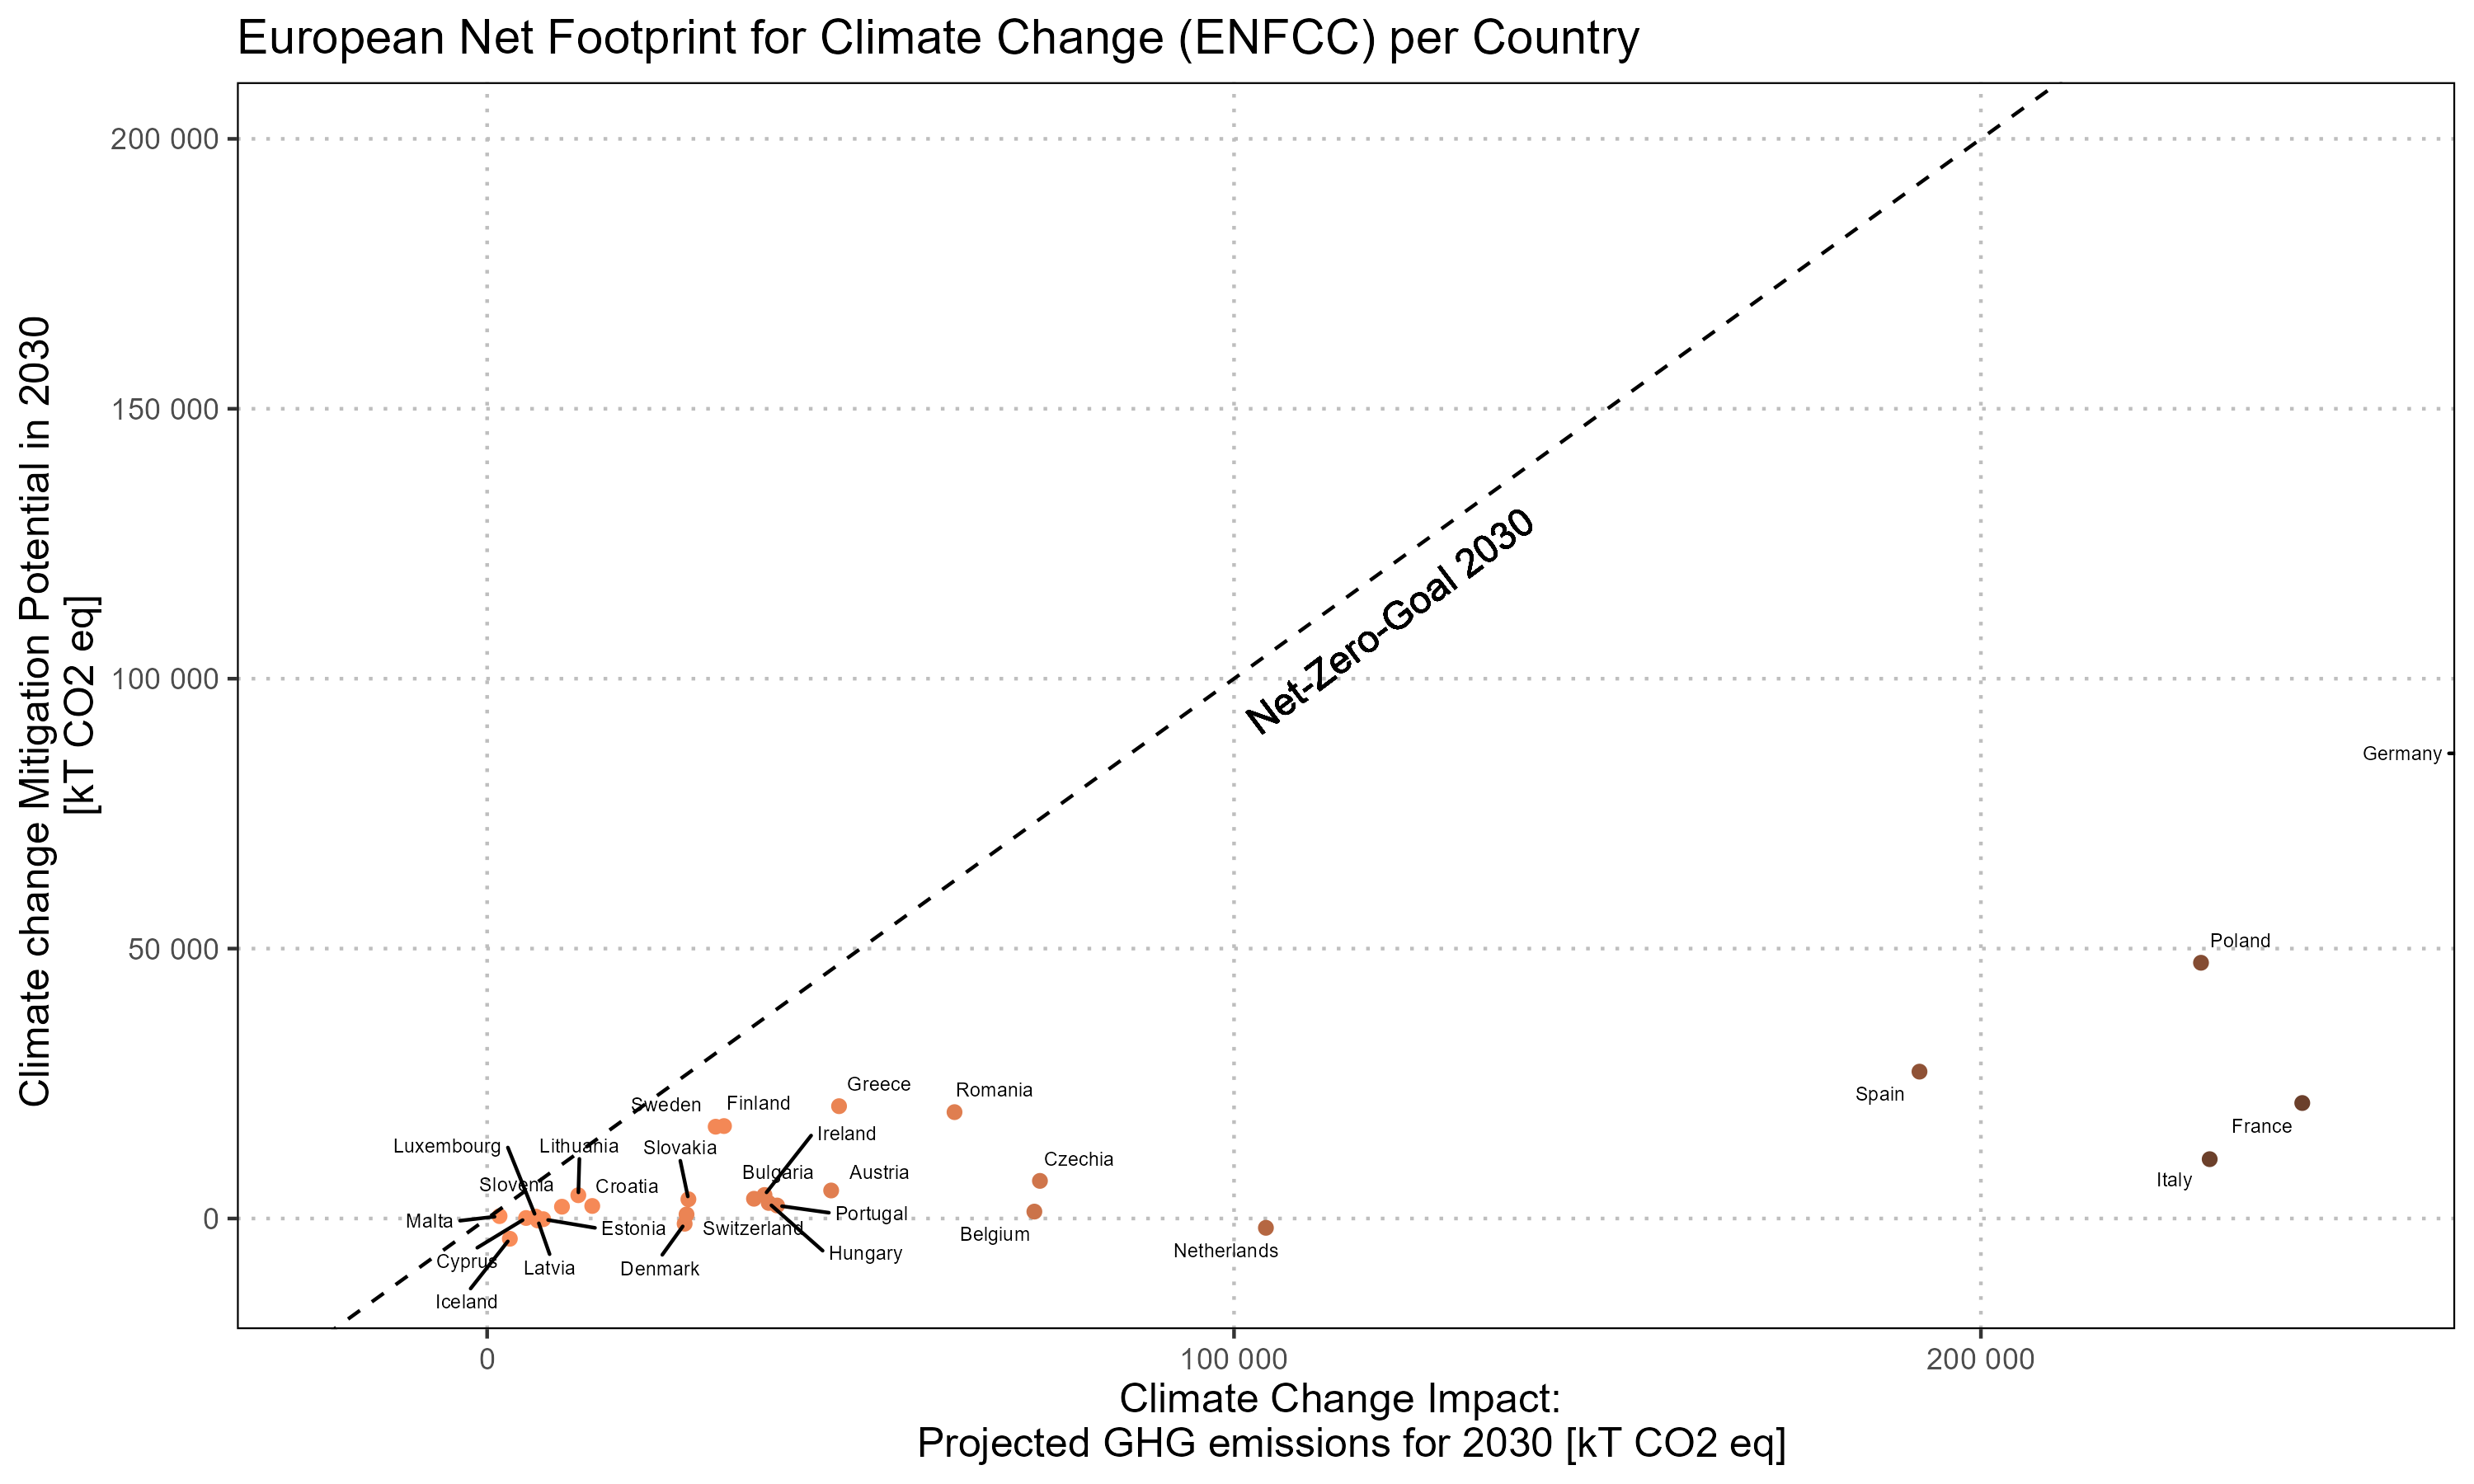 European Net Footprint for Climate Change (ENFCC) per Country
Climate change Mitigation Potential in 2030
[kT CO2 eq]
200 000
150 000
100 000
50 000
0
Net-Zero-Goal 2030
Germany
Poland
Spain
France
Italy
Greece
Romania
Sweden
Finland
Ireland
Luxembourg
Lithuania
Slovakia
Czechia
Bulgaria
Austria
Slovenia
Croatia
Malta
Portugal
Estonia
Switzerland
Belgium
Netherlands
Hungary
Cyprus
Latvia
Denmark
Iceland
0
100 000
200 000
Climate Change Impact:
Projected GHG emissions for 2030 [kT CO2 eq]